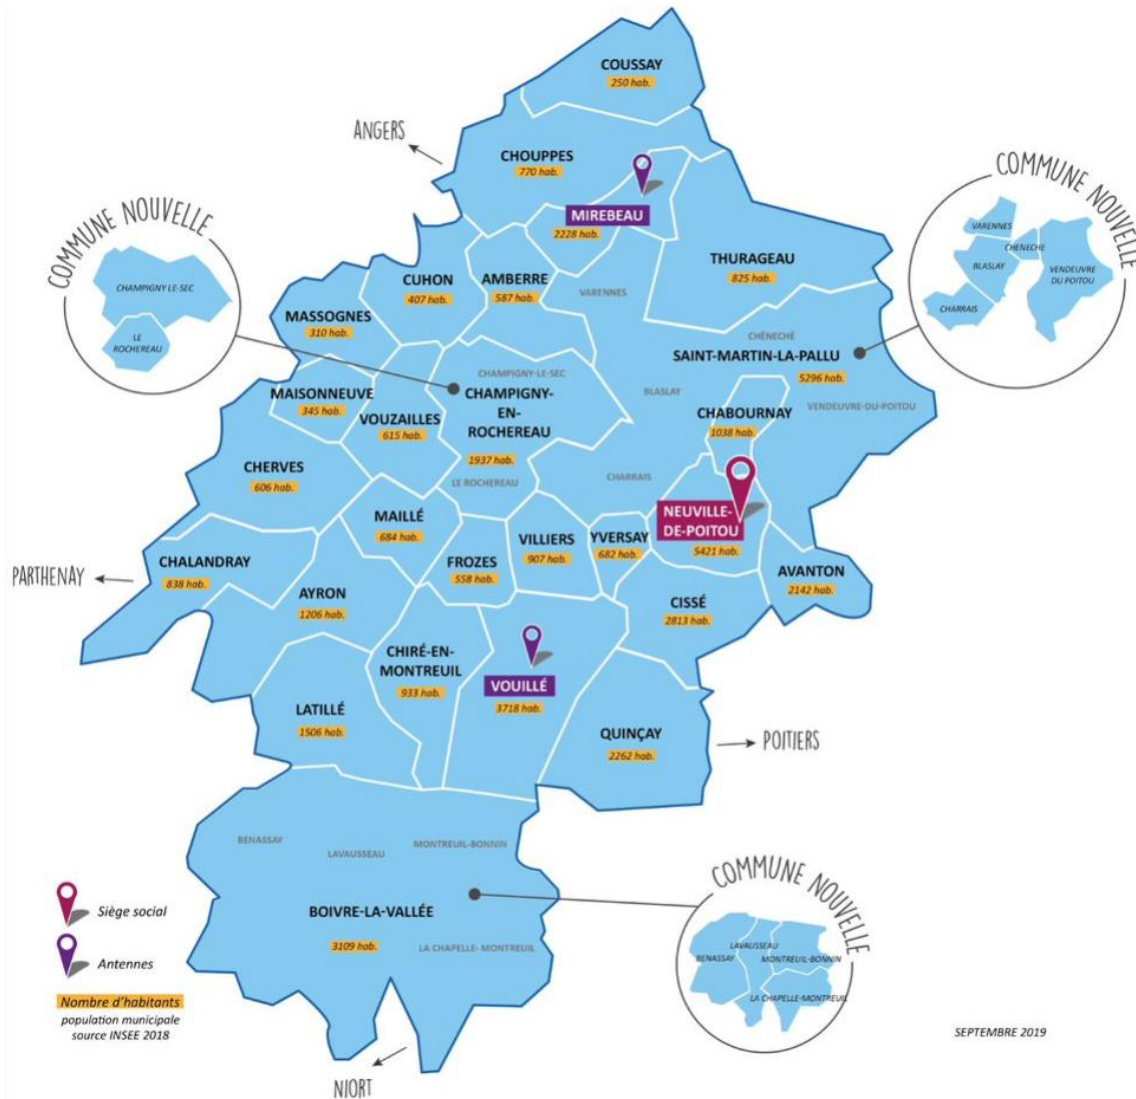 COUSSAY
250 hab.
ANGERS
CHOUPPES
770 hab.
COMMUNE NOUVELLE
CHAMPIGNY LE-SEC
LE
ROCHEREAU
COMMUNE NOUVELLE
VARENNES
CHENECHE
BLASLAY
VENDEUVRE
DU POITOU
CHARRAIS
MIREBEAU
2228 hab.
THURAGEAU
825 hab.
CUHON
407 hab.
AMBERRE
587 hab.
VARENNES
MASSOGNES
310 hab.
CHÉNECHÉ
SAINT-MARTIN-LA-PALLU
5296 hab.
CHAMPIGNY-LE-SEC
CHAMPIGNY-
EN-
ROCHEREAU
1937 hab.
LE ROCHEREAU
MAISONNEUVE
345 hab.
VOUZAILLES
615 hab.
BLASLAY
CHABOURNAY
1038 hab.
VENDEUVRE-DU-POITOU
CHERVES
606 hab.
CHARRAIS
MAILLÉ
684 hab.
NEUVILLE-
DE-POITOU
5421 hab.
VILLIERS
907 hab.
YVERSAY
682 hab.
FROZES
558 hab.
PARTHENAY
CHALANDRAY
838 hab.
AVANTON
2142 hab.
AYRON
1206 hab.
CISSÉ
2813 hab.
CHIRÉ-EN-
MONTREUIL
933 hab.
VOUILLÉ
3718 hab.
LATILLÉ
1506 hab.
QUINÇAY
2262 hab.
POITIERS
BENASSAY
LAVAUSSEAU
MONTREUIL-BONNIN
BOIVRE-LA-VALLÉE
3109 hab.
LA CHAPELLE- MONTREUIL
COMMUNE NOUVELLE
LAVAUSSEAU
BENASSAY
MONTREUIL-BONNIN
LA CHAPELLE-MONTREUIL
Siège social
Antennes
Nombre d'habitants
population municipale
source INSEE 2018
NIORT
SEPTEMBRE 2019